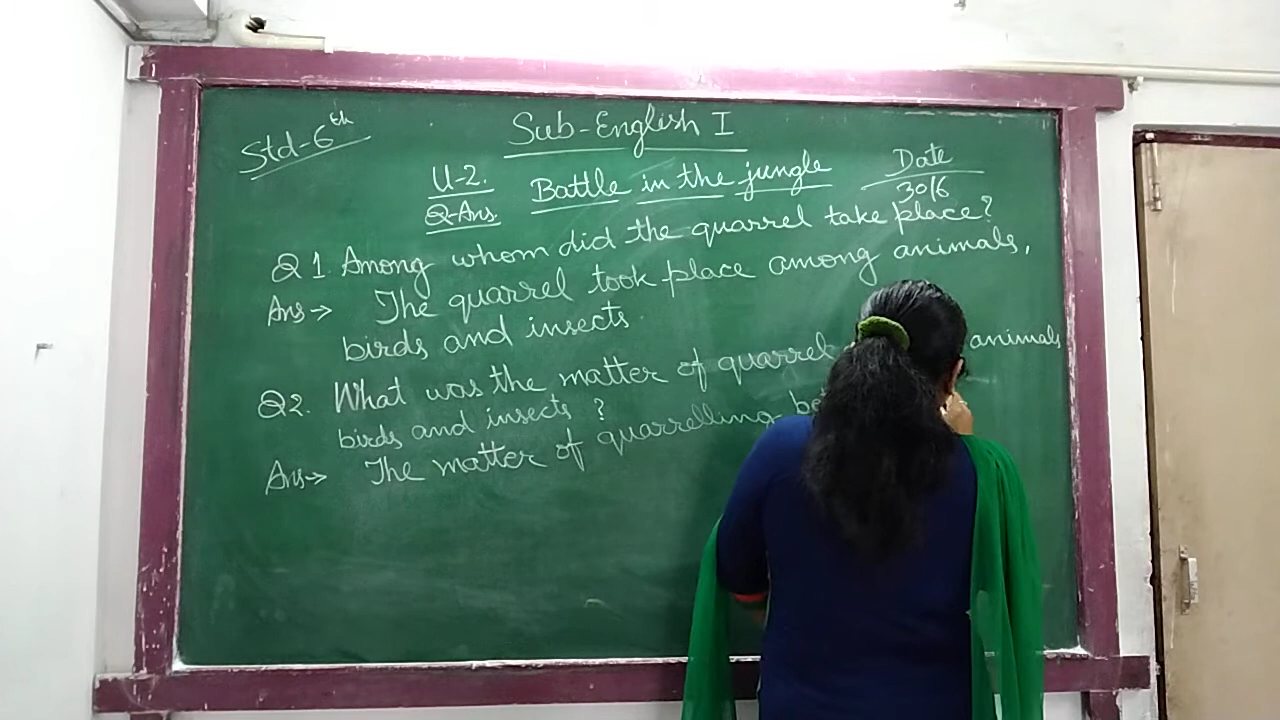 Std-6th
Sub-English I
U-2. Battle in the jungle
Date
30/6
Q-Ans.
Q 1. Among whom did the quarrel take place?
Ans→ The quarrel took place among animals,
birds and insects.
Q2. What was the matter of quarrel animals
birds and insects ?
Ans→ The matter of quarrelling